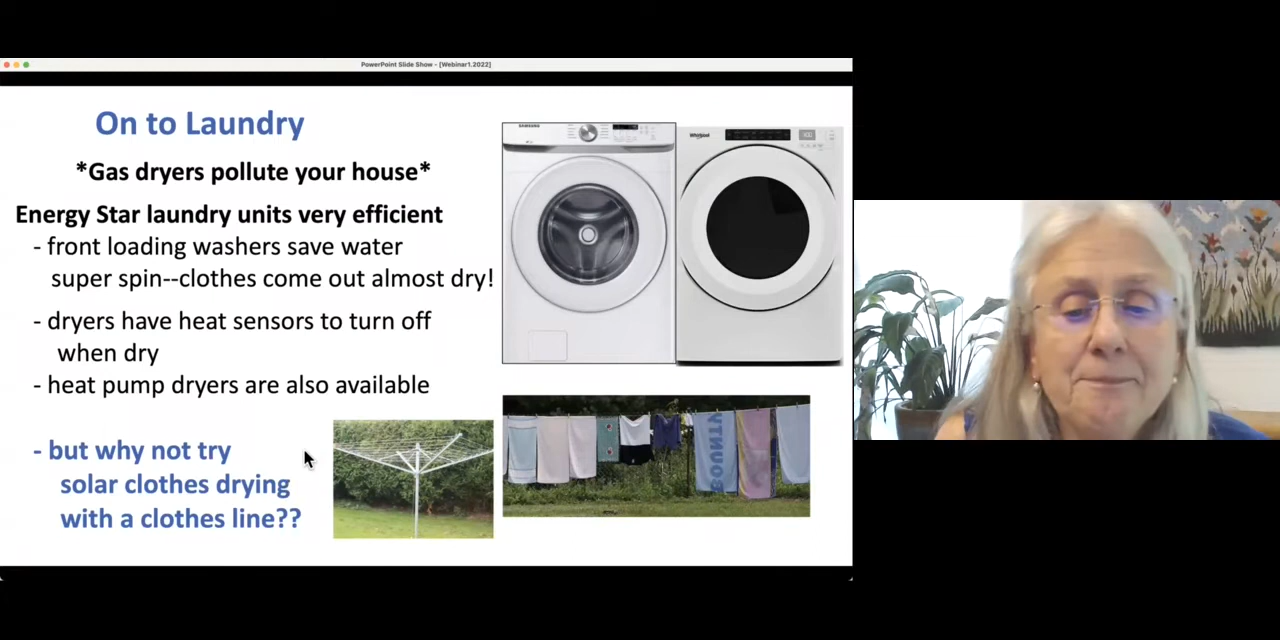 PowerPoint Slide Show - [Webinar1.2022]
On to Laundry
*Gas dryers pollute your house*
Energy Star laundry units very efficient
- front loading washers save water
super spin--clothes come out almost dry!
- dryers have heat sensors to turn off
when dry
- heat pump dryers are also available
- but why not try
solar clothes drying
with a clothes line??
SAMSUNG
Whirlpool
BOUNTY